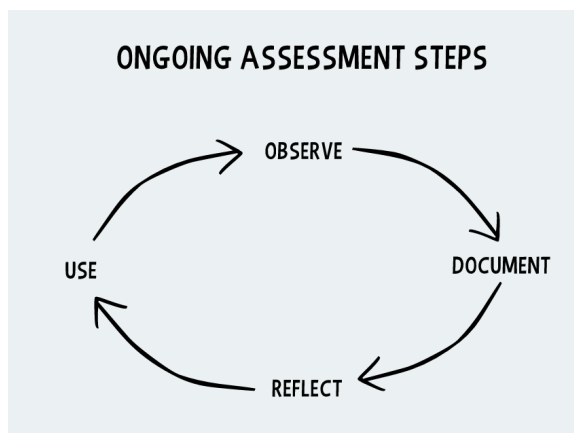 ONGOING ASSESSMENT STEPS
OBSERVE
DOCUMENT
REFLECT
USE